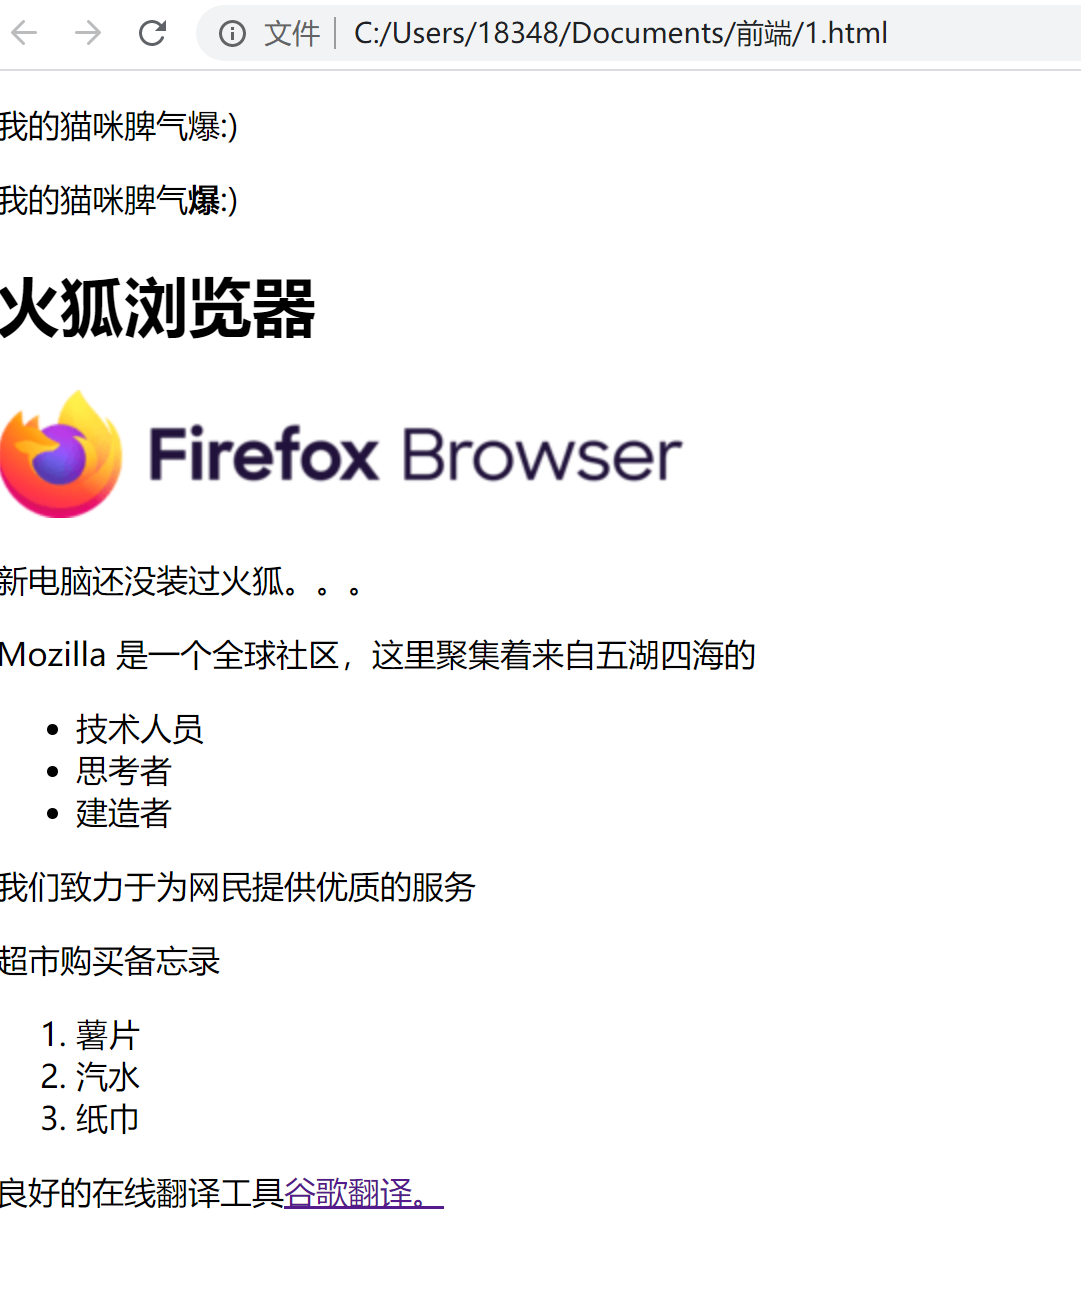 文件 C:/Users/18348/Documents/前端/1.html
我的猫咪脾气爆:)
我的猫咪脾气爆:)
火狐浏览器
Firefox Browser
新电脑还没装过火狐。。。
Mozilla 是一个全球社区，这里聚集着来自五湖四海的
• 技术人员
• 思考者
• 建造者
我们致力于为网民提供优质的服务
超市购买备忘录
1. 薯片
2. 汽水
3. 纸巾
良好的在线翻译工具谷歌翻译。